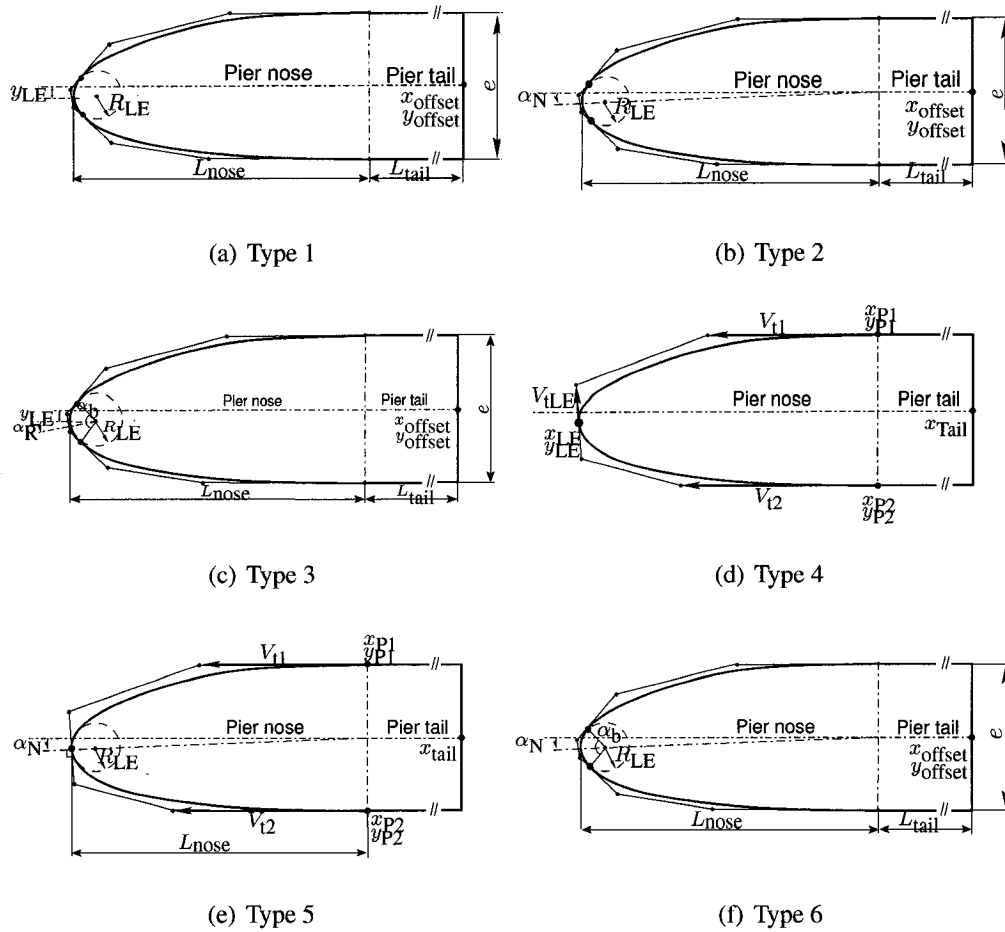 Pier nose
Pier tail
e
y_LE
R_LE
x_offset
y_offset
L_nose
L_tail
(a) Type 1
Pier nose
Pier tail
e
α_N
R_LE
x_offset
y_offset
L_nose
L_tail
(b) Type 2
Pier nose
Pier tail
e
α_b
y_LE
α_R
R_LE
x_offset
y_offset
L_nose
L_tail
(c) Type 3
x_P1
y_P1
V_t1
V_tLE
Pier nose
Pier tail
x_LE
y_LE
x_Tail
V_t2
x_P2
y_P2
(d) Type 4
x_P1
y_P1
V_t1
Pier nose
Pier tail
α_N
R_LE
x_tail
V_t2
x_P2
y_P2
L_nose
(e) Type 5
Pier nose
Pier tail
e
α_b
α_N
R_LE
x_offset
y_offset
L_nose
L_tail
(f) Type 6